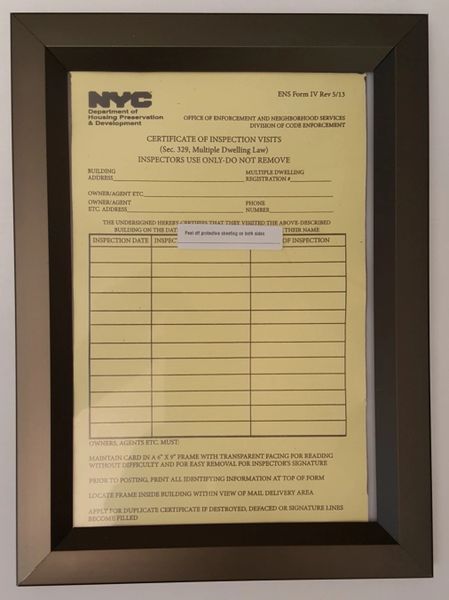 NYC
Department of
Housing Preservation
& Development
ENS Form IV Rev 5/13
OFFICE OF ENFORCEMENT AND NEIGHBORHOOD SERVICES
DIVISION OF CODE ENFORCEMENT
CERTIFICATE OF INSPECTION VISITS
(Sec. 329, Multiple Dwelling Law)
INSPECTORS USE ONLY-DO NOT REMOVE
BUILDING
ADDRESS
MULTIPLE DWELLING
REGISTRATION #
OWNER/AGENT ETC.
OWNER/AGENT
ETC. ADDRESS
PHONE
NUMBER
THE UNDERSIGNED HEREBY CERTIFIES THAT THEY VISITED THE ABOVE-DESCRIBED
BUILDING ON THE DAT THEIR NAME
Peel off protective sheeting on both sides
INSPECTION DATE INSPEC OF INSPECTION
OWNERS, AGENTS ETC. MUST:
MAINTAIN CARD IN A 6" X 9" FRAME WITH TRANSPARENT FACING FOR READING
WITHOUT DIFFICULTY AND FOR EASY REMOVAL FOR INSPECTOR'S SIGNATURE
PRIOR TO POSTING, PRINT ALL IDENTIFYING INFORMATION AT TOP OF FORM
LOCATE FRAME INSIDE BUILDING WITHIN VIEW OF MAIL DELIVERY AREA
APPLY FOR DUPLICATE CERTIFICATE IF DESTROYED, DEFACED OR SIGNATURE LINES
BECOME FILLED